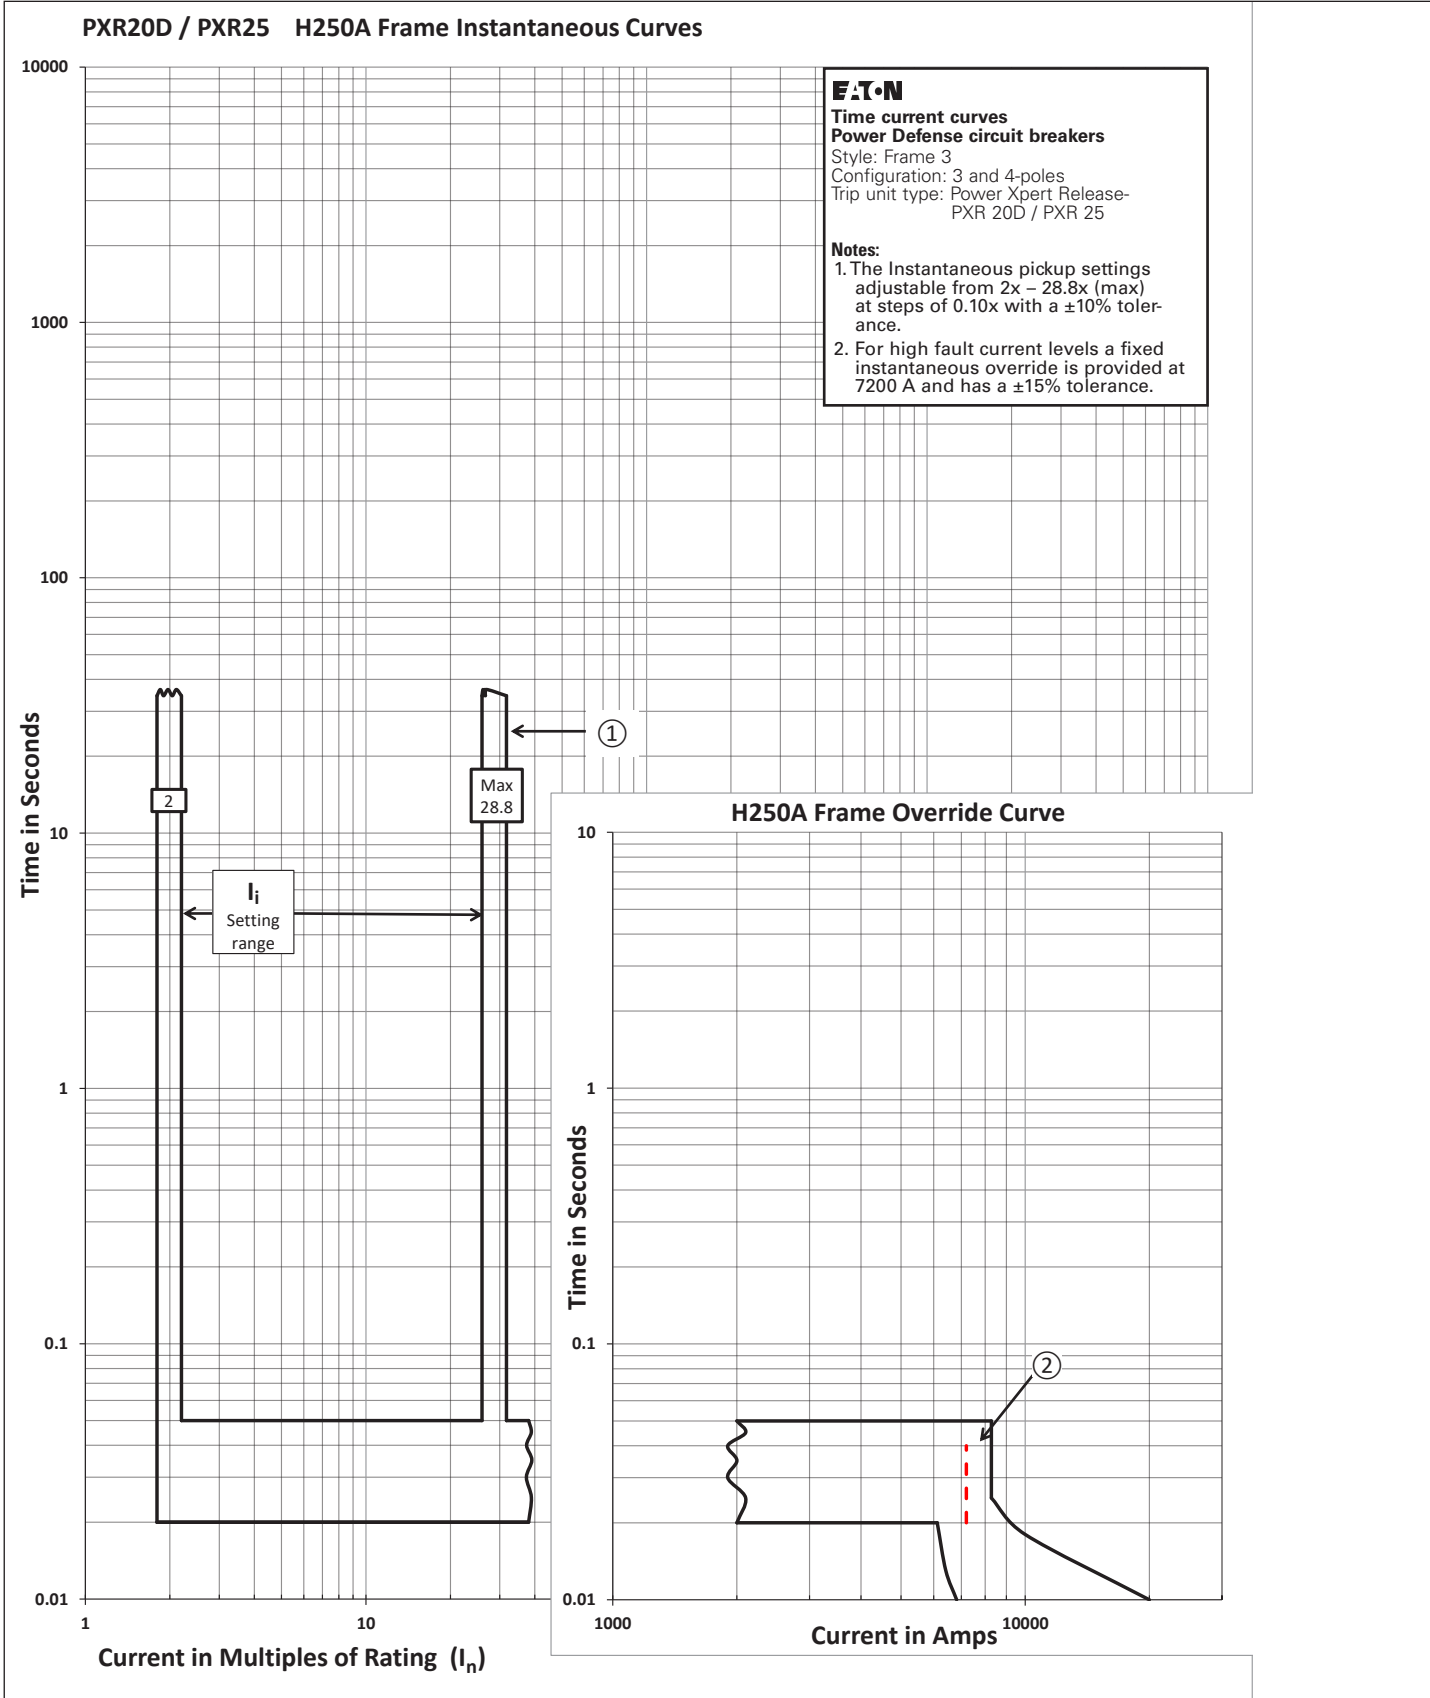 PXR20D / PXR25 H250A Frame Instantaneous Curves
10000
1000
100
10
1
0.1
0.01
Time in Seconds
1
10
Current in Multiples of Rating (In)
EATON
Time current curves
Power Defense circuit breakers
Style: Frame 3
Configuration: 3 and 4-poles
Trip unit type: Power Xpert Release-
PXR 20D / PXR 25
Notes:
1. The Instantaneous pickup settings
adjustable from 2x – 28.8x (max)
at steps of 0.10x with a ±10% toler-
ance.
2. For high fault current levels a fixed
instantaneous override is provided at
7200 A and has a ±15% tolerance.
①
2
Max
28.8
Ii
Setting
range
H250A Frame Override Curve
10
1
0.1
0.01
Time in Seconds
②
1000
10000
Current in Amps